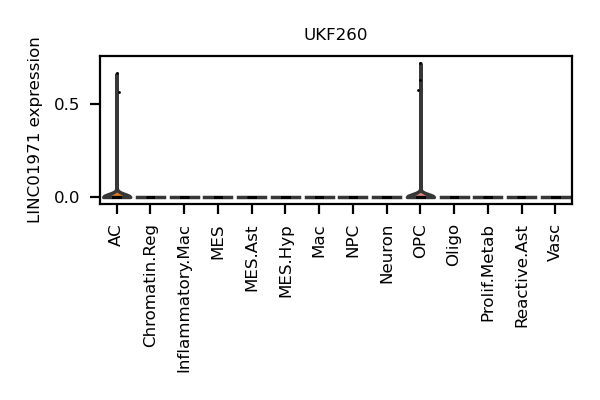 UKF260
LINC01971 expression
0.5
0.0
AC
Chromatin.Reg
Inflammatory.Mac
MES
MES.Ast
MES.Hyp
Mac
NPC
Neuron
OPC
Oligo
Prolif.Metab
Reactive.Ast
Vasc